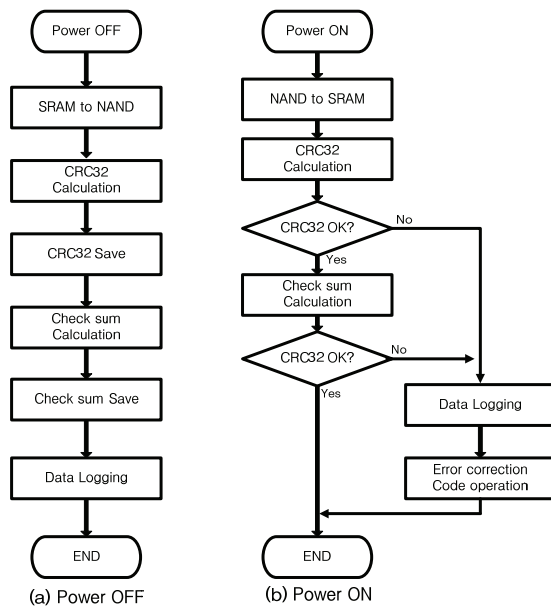 Power OFF
SRAM to NAND
CRC32
Calculation
CRC32 Save
Check sum
Calculation
Check sum Save
Data Logging
END
(a) Power OFF
Power ON
NAND to SRAM
CRC32
Calculation
CRC32 OK?
No
Yes
Check sum
Calculation
CRC32 OK?
No
Yes
Data Logging
Error correction
Code operation
END
(b) Power ON